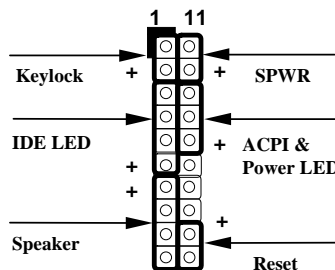 1 11
Keylock + + SPWR
IDE LED + ACPI &
Power LED
+
+
Speaker +
Reset